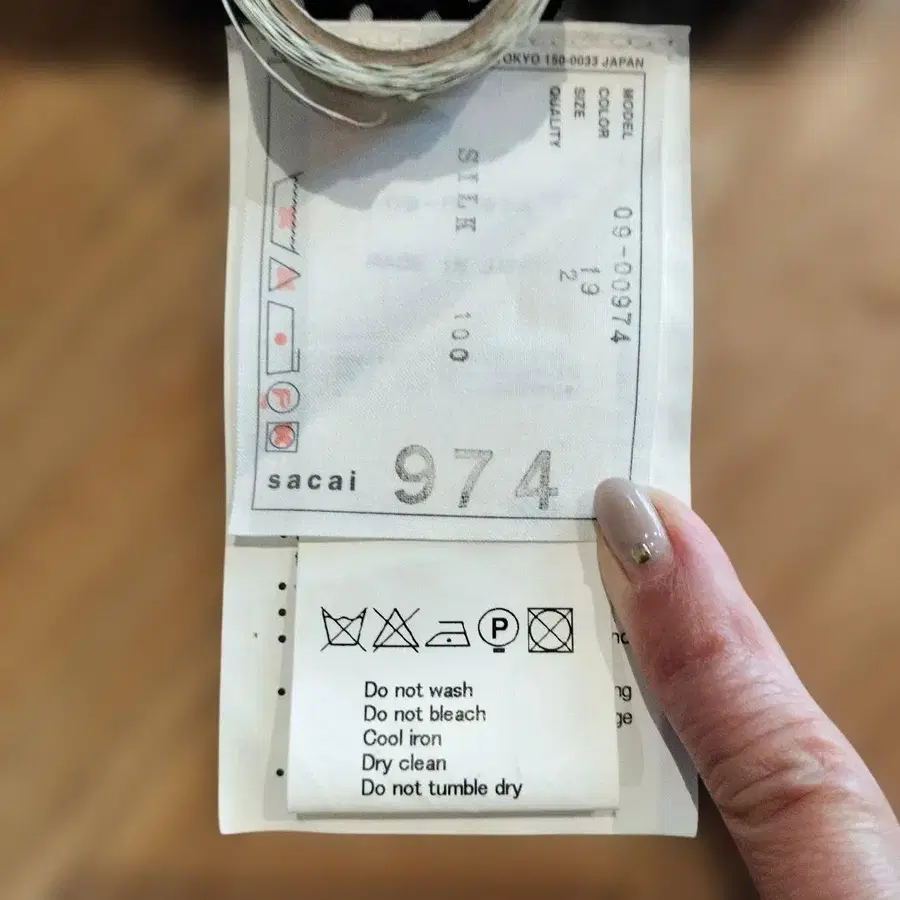 TOKYO 150-0033 JAPAN
MODEL 09-00974
COLOR 19
SIZE 2
QUALITY
SILK 100
sacai 974
P
Do not wash
Do not bleach
Cool iron
Dry clean
Do not tumble dry